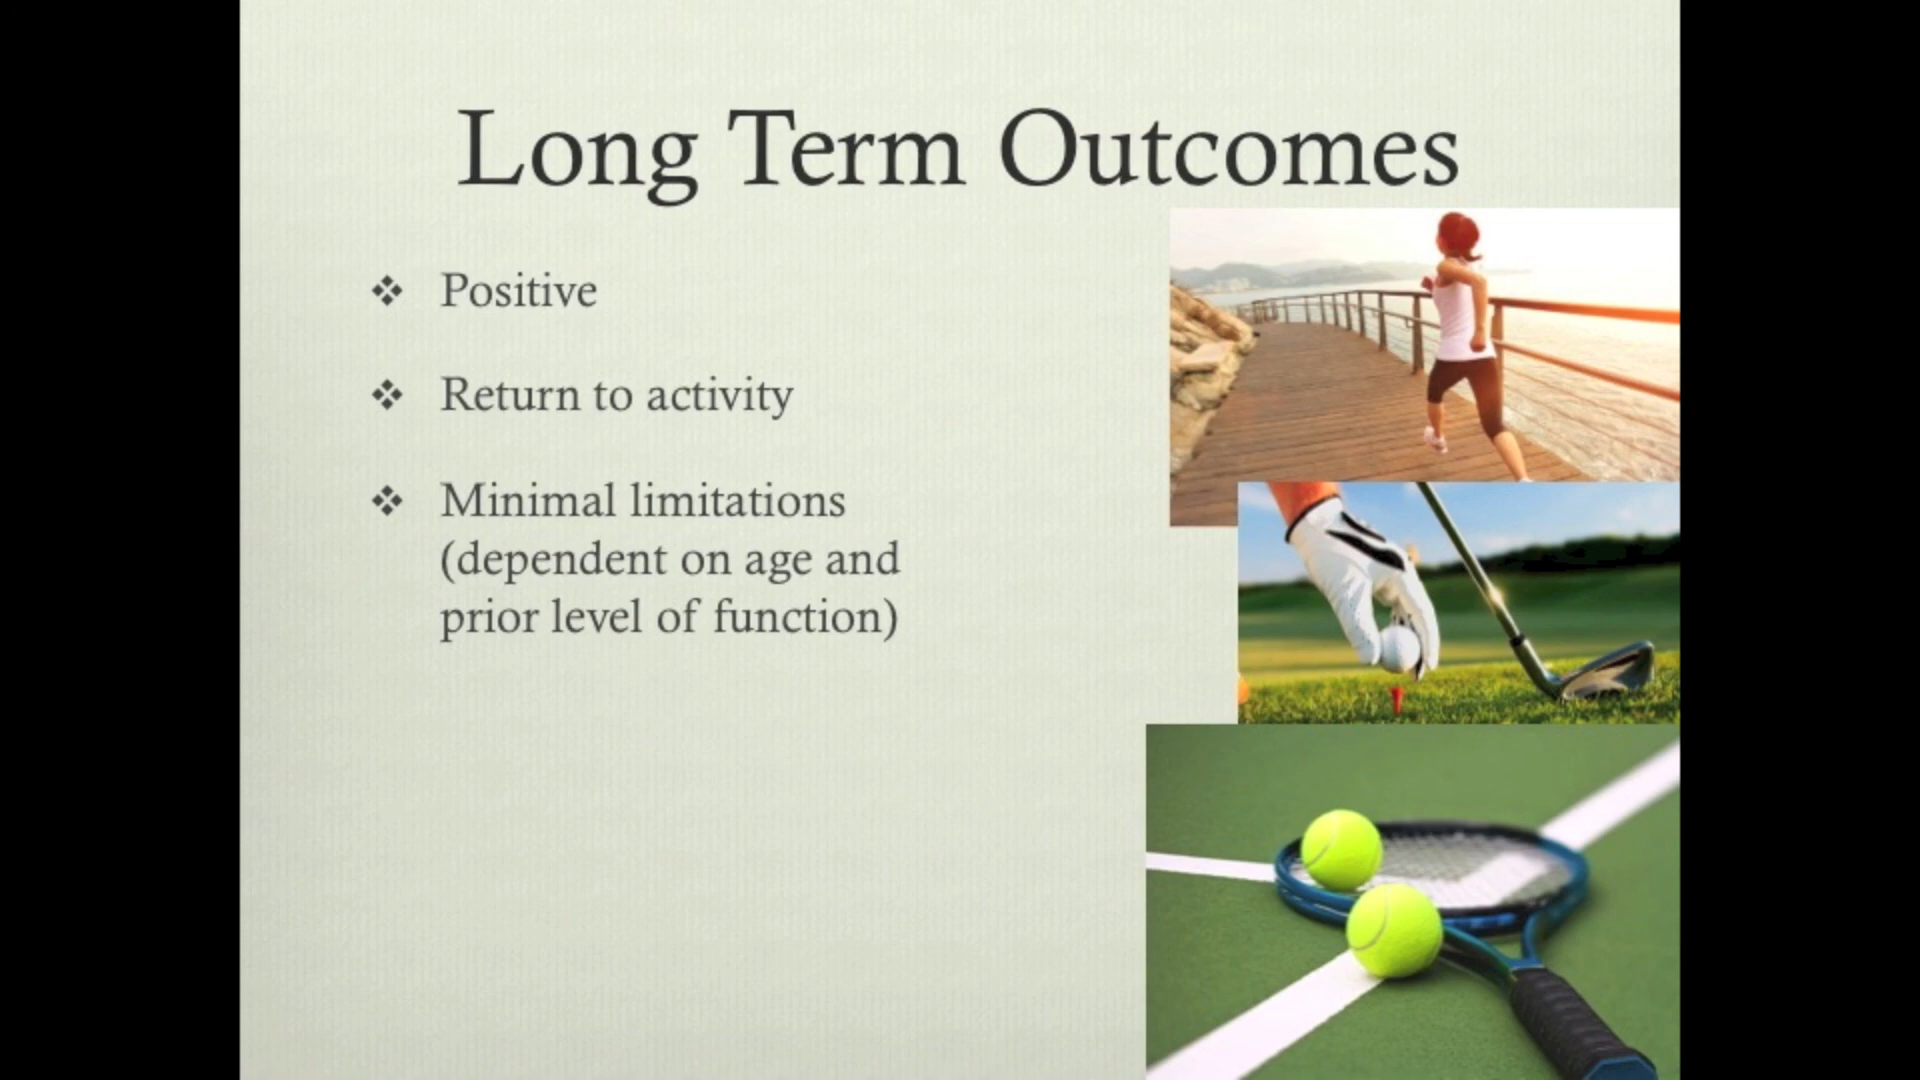 Long Term Outcomes
Positive
Return to activity
Minimal limitations
(dependent on age and
prior level of function)